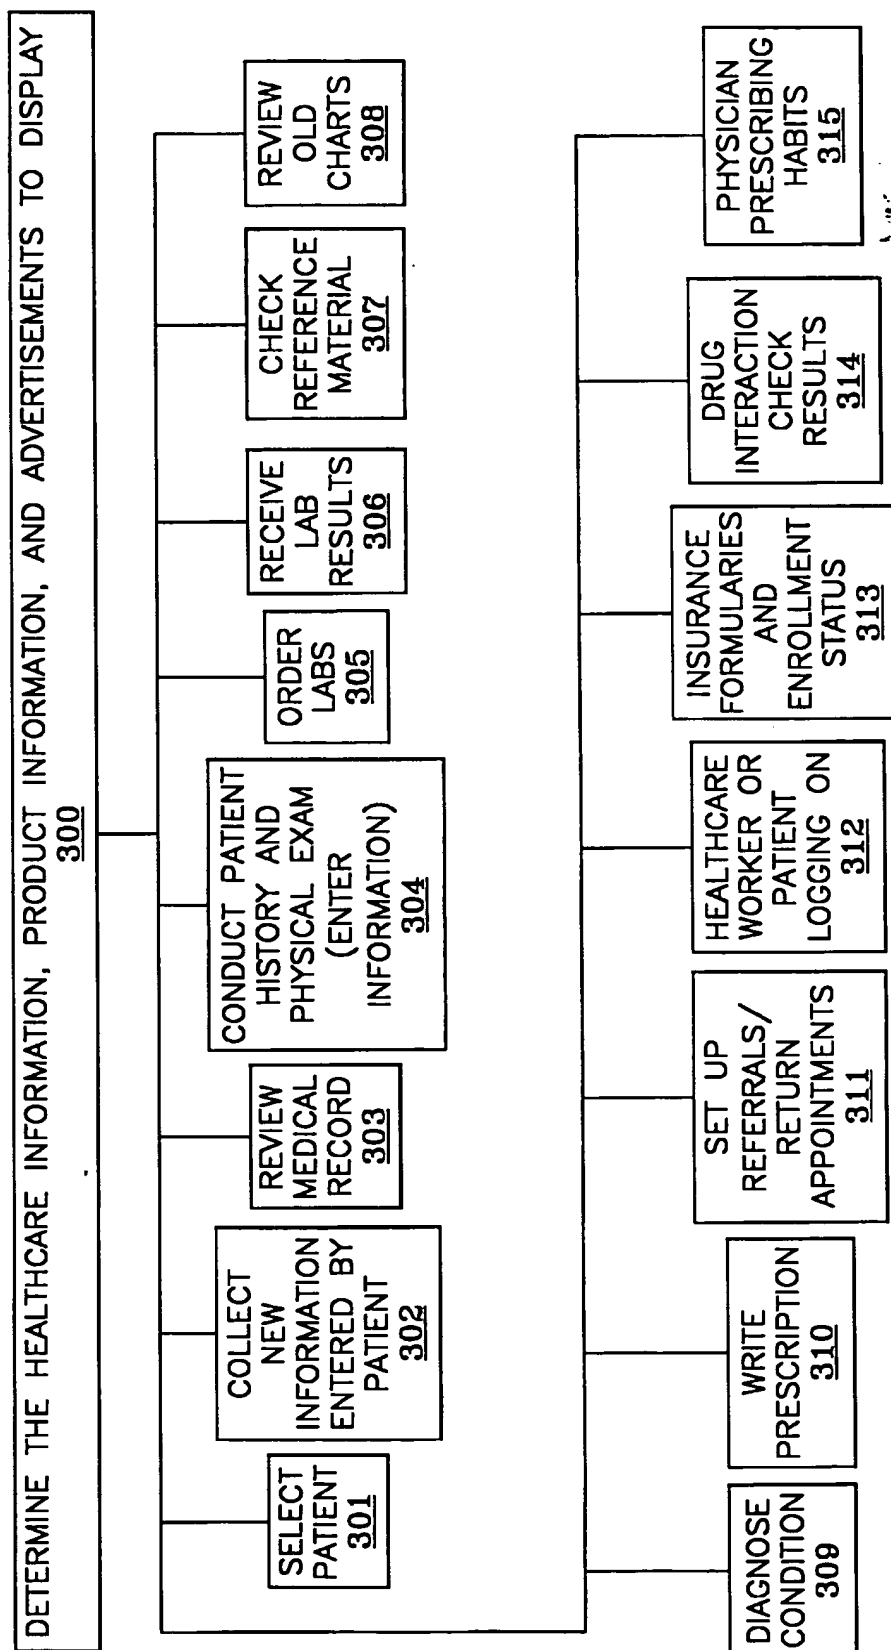 DETERMINE THE HEALTHCARE INFORMATION, PRODUCT INFORMATION, AND ADVERTISEMENTS TO DISPLAY
300
SELECT
PATIENT
301
COLLECT
NEW
INFORMATION
ENTERED BY
PATIENT
302
REVIEW
MEDICAL
RECORD
303
CONDUCT PATIENT
HISTORY AND
PHYSICAL EXAM
(ENTER
INFORMATION)
304
ORDER
LABS
305
RECEIVE
LAB
RESULTS
306
CHECK
REFERENCE
MATERIAL
307
REVIEW
OLD
CHARTS
308
DIAGNOSE
CONDITION
309
WRITE
PRESCRIPTION
310
SET UP
REFERRALS/
RETURN
APPOINTMENTS
311
HEALTHCARE
WORKER OR
PATIENT
LOGGING ON
312
INSURANCE
FORMULARIES
AND
ENROLLMENT
STATUS
313
DRUG
INTERACTION
CHECK
RESULTS
314
PHYSICIAN
PRESCRIBING
HABITS
315